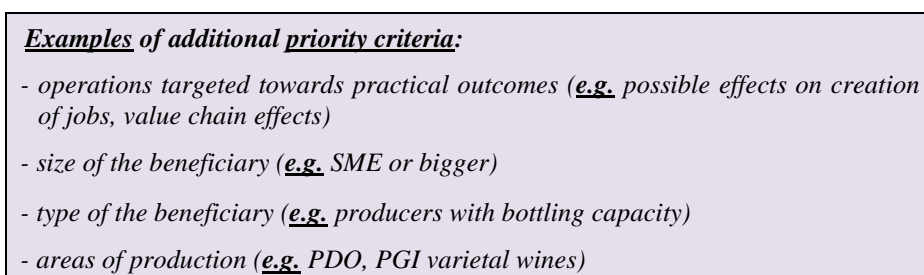 Examples of additional priority criteria:
- operations targeted towards practical outcomes (e.g. possible effects on creation
of jobs, value chain effects)
- size of the beneficiary (e.g. SME or bigger)
- type of the beneficiary (e.g. producers with bottling capacity)
- areas of production (e.g. PDO, PGI varietal wines)